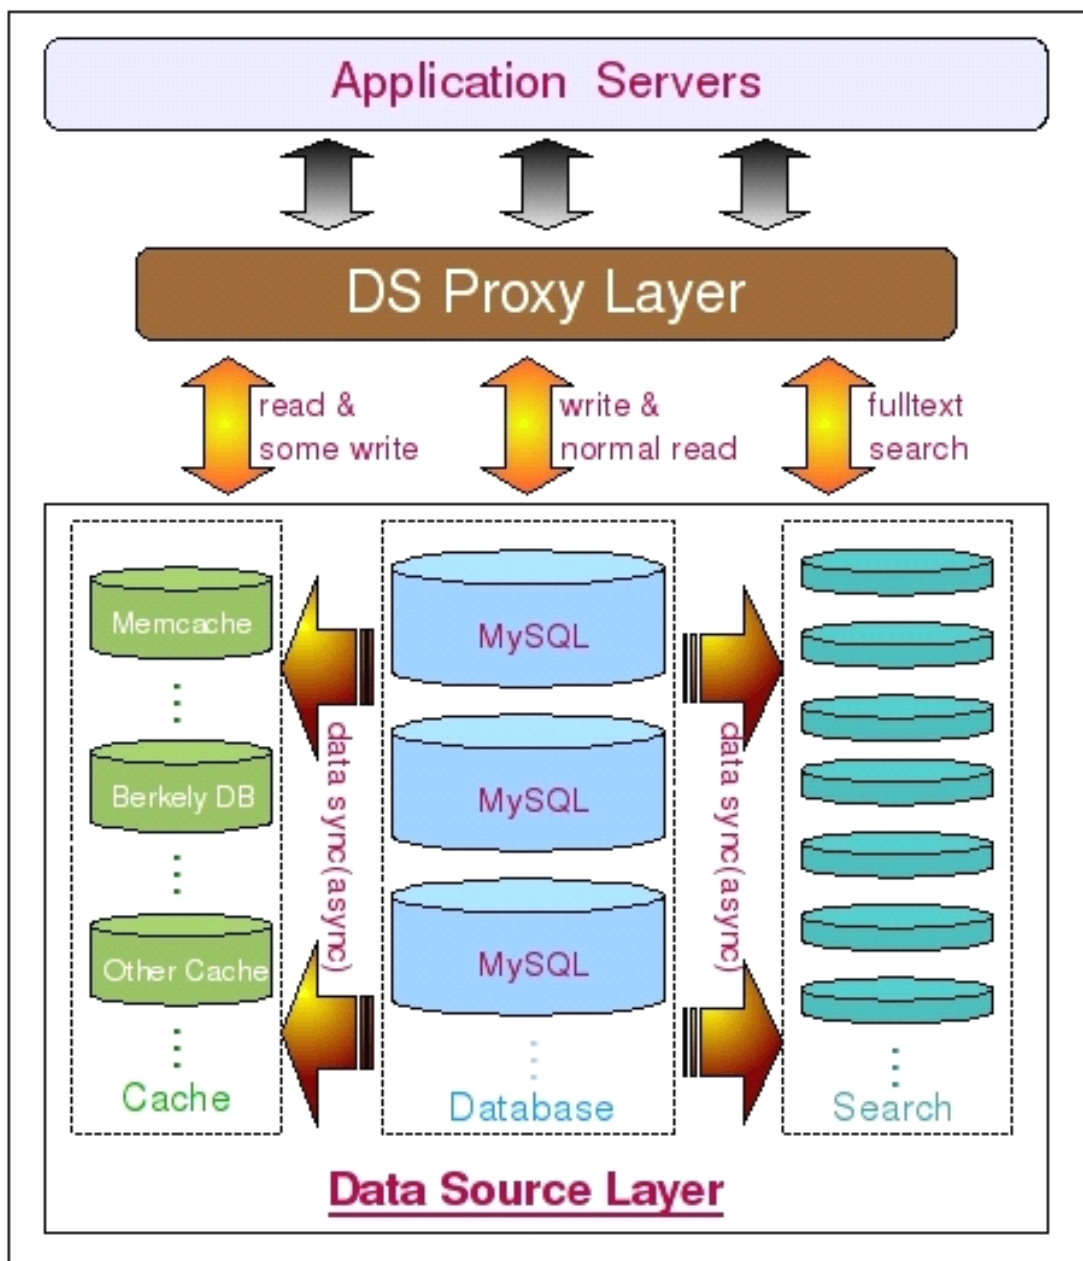 Application Servers
DS Proxy Layer
read &
some write
write &
normal read
fulltext
search
Memcache
Berkely DB
Other Cache
Cache
data sync(async)
MySQL
MySQL
MySQL
Database
data sync(async)
Search
Data Source Layer